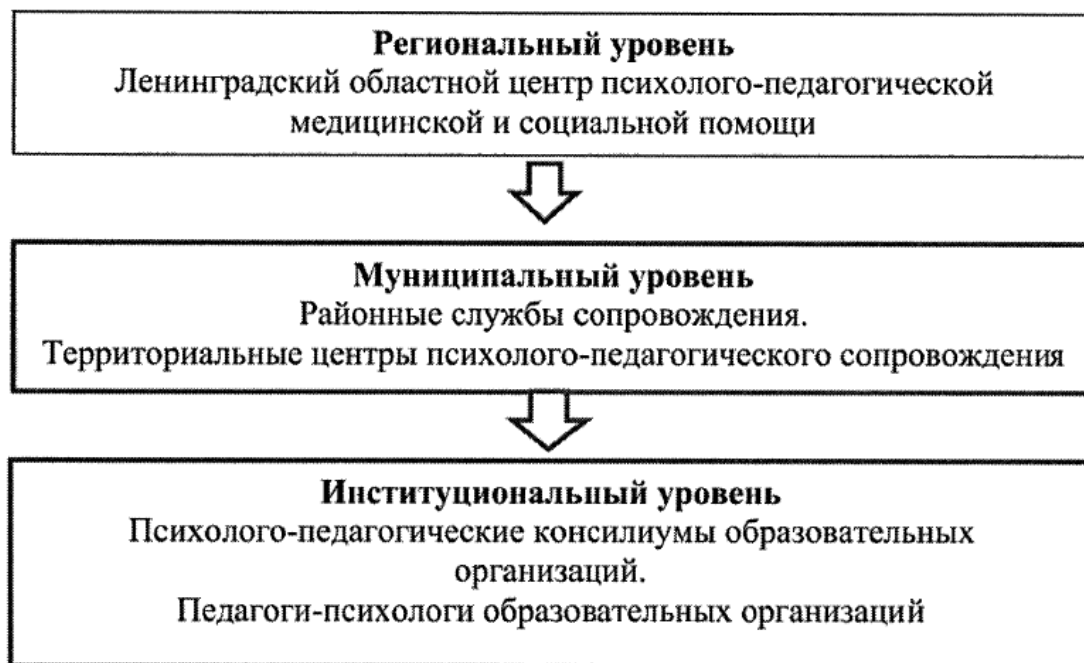 Региональный уровень
Ленинградский областной центр психолого-педагогической
медицинской и социальной помощи
Муниципальный уровень
Районные службы сопровождения.
Территориальные центры психолого-педагогического сопровождения
Институциональный уровень
Психолого-педагогические консилиумы образовательных
организаций.
Педагоги-психологи образовательных организаций